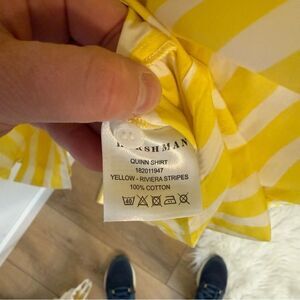 QUINN SHIRT
182011947
YELLOW - RIVIERA STRIPES
100% COTTON